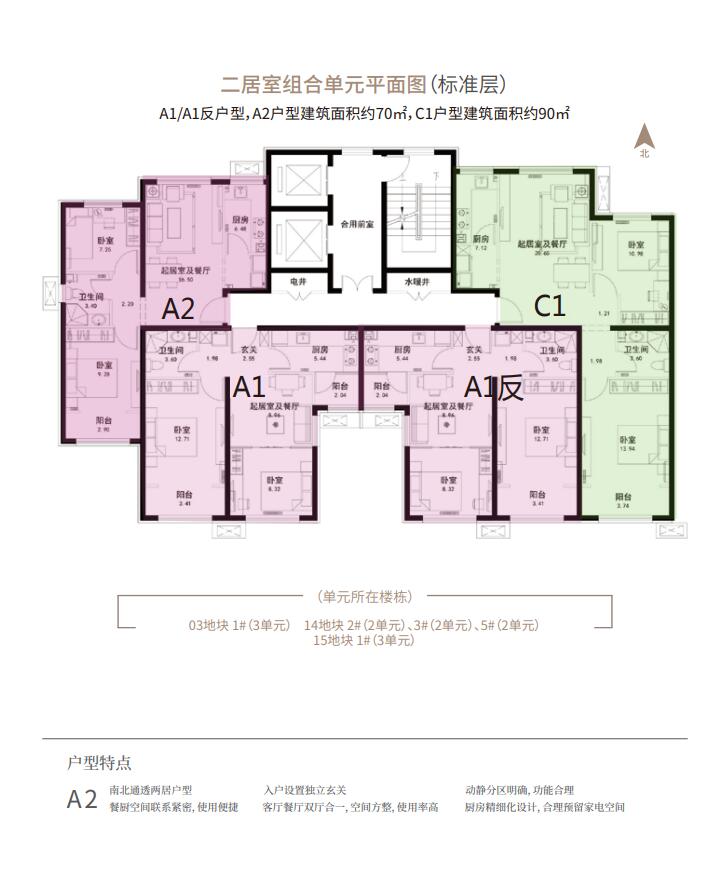 二居室组合单元平面图(标准层)
A1/A1反户型，A2户型建筑面积约70㎡，C1户型建筑面积约90㎡
北
下
合用前室
厨房
6.48
卧室
7.25
起居室及餐厅
卫生间
3.40
2.20
A2
电井
水暖井
厨房
7.12
起居室及餐厅
卧室
10.98
C1
1.21
卫生间
3.60
1.98
玄关
2.55
厨房
5.44
厨房
5.44
玄关
2.55
1.98
卫生间
3.60
1.98
卫生间
3.60
卧室
9.28
A1
阳台
2.04
阳台
2.04
A1反
起居室及餐厅
8.96
起居室及餐厅
8.96
阳台
2.90
卧室
12.71
卧室
12.71
卧室
13.94
卧室
8.32
卧室
8.32
阳台
阳台
3.41
阳台
3.74
（单元所在楼栋）
03地块 1#（3单元） 14地块 2#（2单元）、3#（2单元）、5#（2单元）
15地块 1#（3单元）
户型特点
A2
南北通透两居户型
餐厨空间联系紧密, 使用便捷
入户设置独立玄关
客厅餐厅双厅合一, 空间方整, 使用率高
动静分区明确, 功能合理
厨房精细化设计, 合理预留家电空间